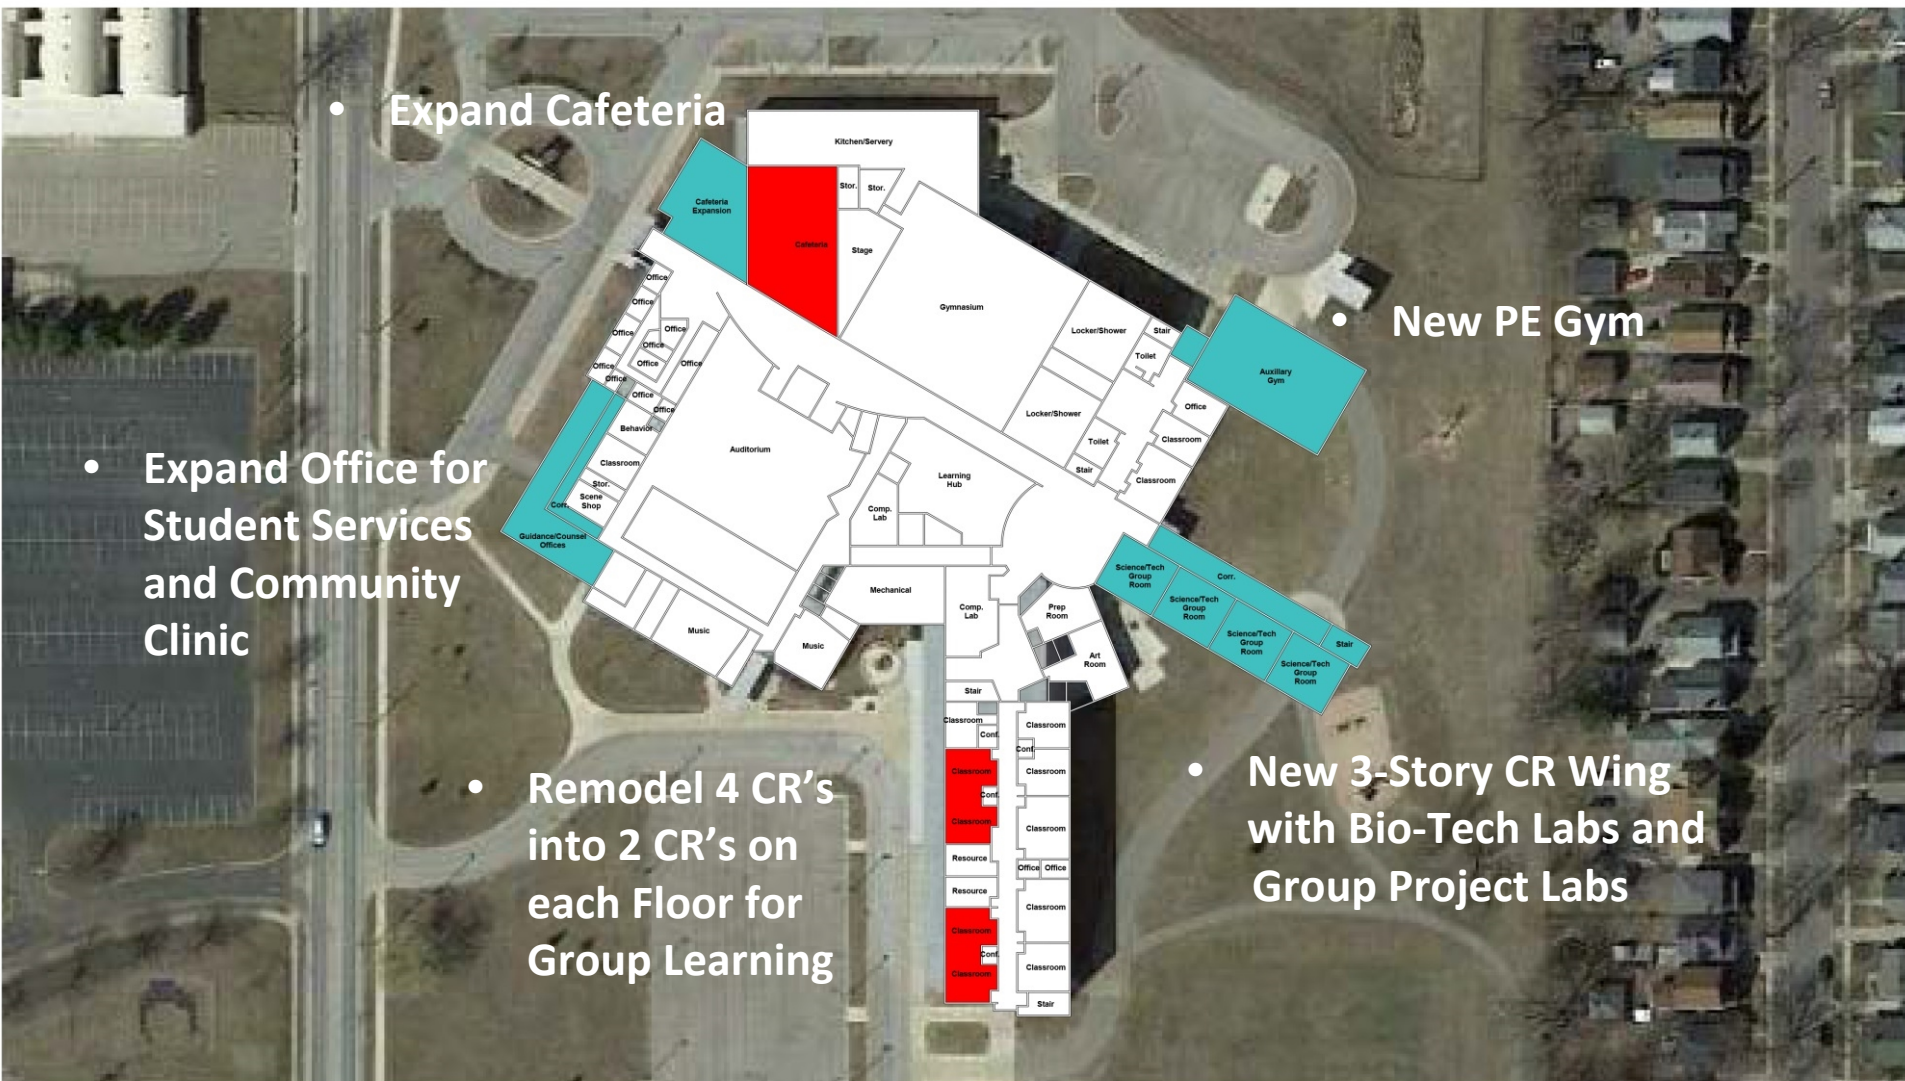 • Expand Cafeteria
Kitchen/Servery
Stor.
Stor.
Cafeteria
Expansion
Cafeteria
Stage
Office
Office
Office
Office
Office
Office
Office
Office
Office
Office
Office
Behavior
Classroom
Stor.
Scene
Shop
Corr.
Guidance/Counsel
Offices
Auditorium
Gymnasium
Locker/Shower
Stair
Toilet
Locker/Shower
Toilet
Stair
Office
Classroom
Classroom
Auxiliary
Gym
• New PE Gym
• Expand Office for
Student Services
and Community
Clinic
Learning
Hub
Comp.
Lab
Mechanical
Music
Music
Comp.
Lab
Prep
Room
Art
Room
Stair
Science/Tech
Group
Room
Science/Tech
Group
Room
Science/Tech
Group
Room
Science/Tech
Group
Room
Corr.
Stair
Classroom
Conf.
Classroom
Conf.
Classroom
Classroom
Conf.
Classroom
Classroom
Resource
Office
Office
Resource
Classroom
Classroom
Conf.
Classroom
Classroom
Stair
• Remodel 4 CR’s
into 2 CR’s on
each Floor for
Group Learning
• New 3-Story CR Wing
with Bio-Tech Labs and
Group Project Labs